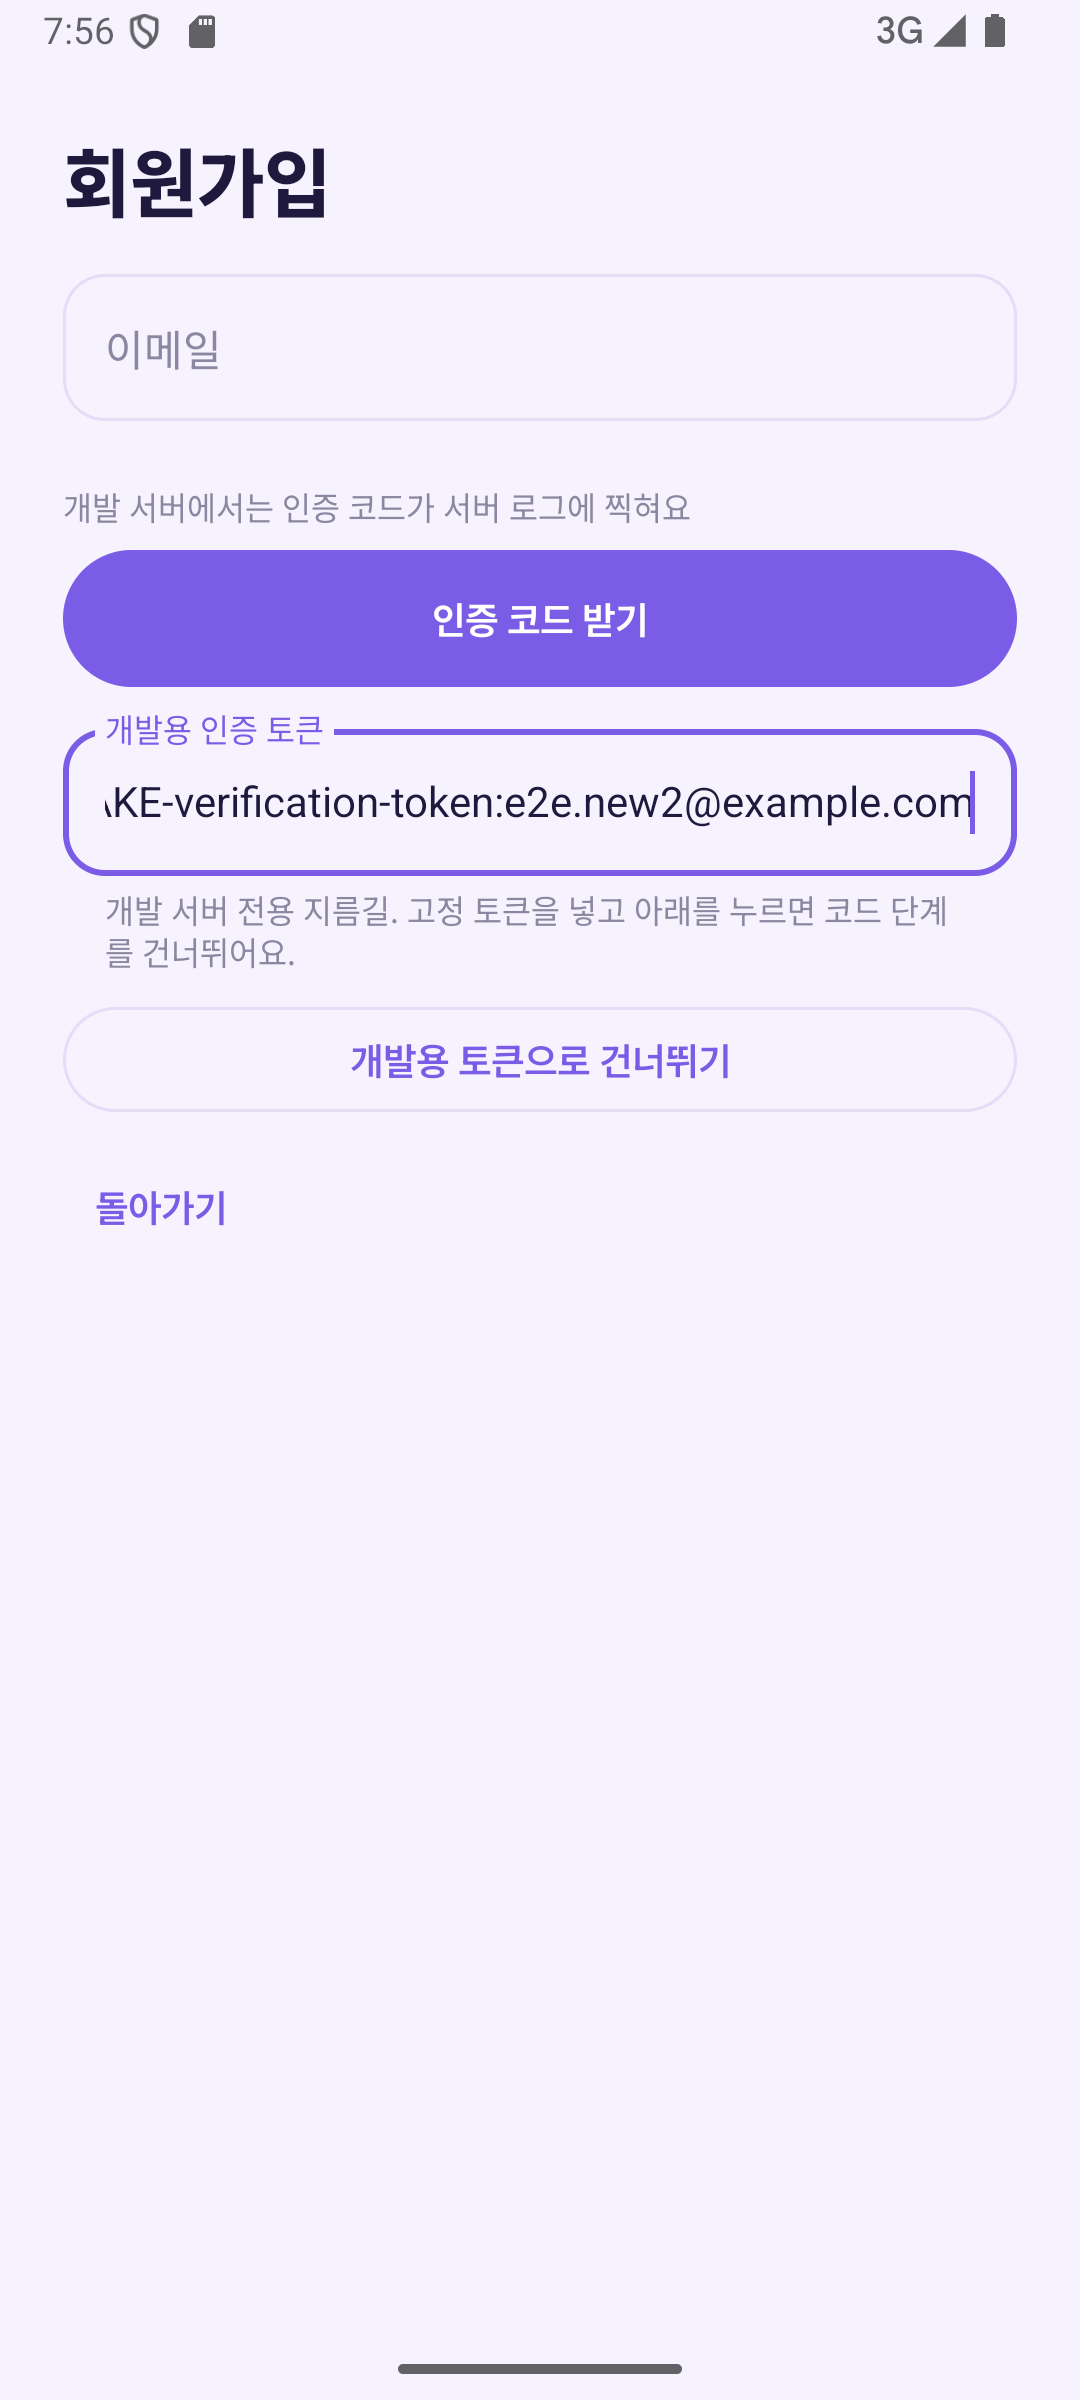 7:56
3G
회원가입
이메일
개발 서버에서는 인증 코드가 서버 로그에 찍혀요
인증 코드 받기
개발용 인증 토큰
KE-verification-token:e2e.new2@example.com
개발 서버 전용 지름길. 고정 토큰을 넣고 아래를 누르면 코드 단계
를 건너뛰어요.
개발용 토큰으로 건너뛰기
돌아가기